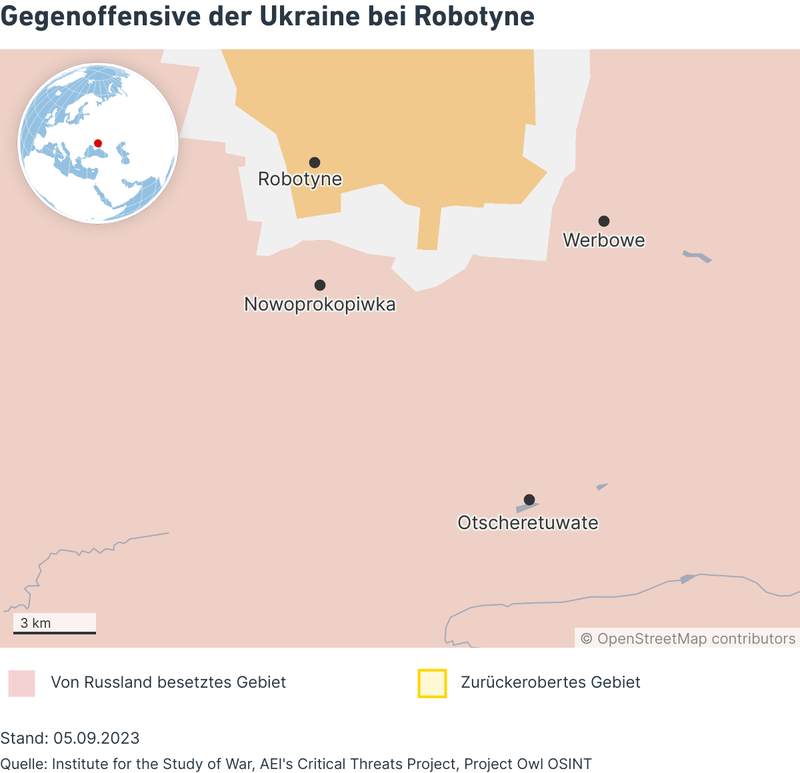 Gegenoffensive der Ukraine bei Robotyne
Robotyne
Werbowe
Nowoprokopiwka
Otscheretuwate
3 km
© OpenStreetMap contributors
Von Russland besetztes Gebiet
Zurückerobertes Gebiet
Stand: 05.09.2023
Quelle: Institute for the Study of War, AEI's Critical Threats Project, Project Owl OSINT